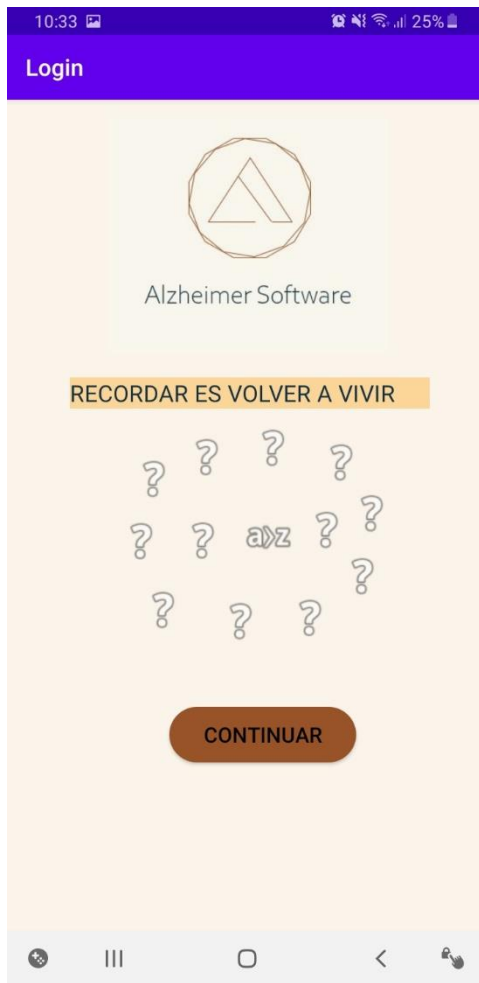 10:33 25%
Login
Alzheimer Software
RECORDAR ES VOLVER A VIVIR
? ? ? ?
? ? a》z ? ?
? ? ? ?
CONTINUAR